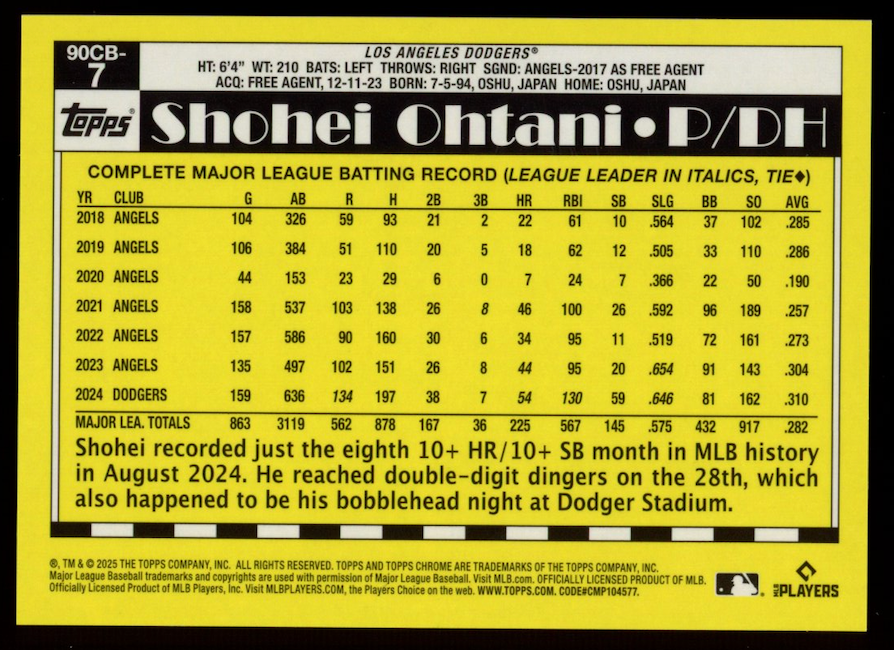 90CB-
7
LOS ANGELES DODGERS®
HT: 6'4" WT: 210 BATS: LEFT THROWS: RIGHT SGND: ANGELS-2017 AS FREE AGENT
ACQ: FREE AGENT, 12-11-23 BORN: 7-5-94, OSHU, JAPAN HOME: OSHU, JAPAN
Topps® Shohei Ohtani • P/DH
COMPLETE MAJOR LEAGUE BATTING RECORD (LEAGUE LEADER IN ITALICS, TIE♦)
YR CLUB G AB R H 2B 3B HR RBI SB SLG BB SO AVG
2018 ANGELS 104 326 59 93 21 2 22 61 10 .564 37 102 .285
2019 ANGELS 106 384 51 110 20 5 18 62 12 .505 33 110 .286
2020 ANGELS 44 153 23 29 6 0 7 24 7 .366 22 50 .190
2021 ANGELS 158 537 103 138 26 8 46 100 26 .592 96 189 .257
2022 ANGELS 157 586 90 160 30 6 34 95 11 .519 72 161 .273
2023 ANGELS 135 497 102 151 26 8 44 95 20 .654 91 143 .304
2024 DODGERS 159 636 134 197 38 7 54 130 59 .646 81 162 .310
MAJOR LEA. TOTALS 863 3119 562 878 167 36 225 567 145 .575 432 917 .282
Shohei recorded just the eighth 10+ HR/10+ SB month in MLB history
in August 2024. He reached double-digit dingers on the 28th, which
also happened to be his bobblehead night at Dodger Stadium.
®, TM & © 2025 THE TOPPS COMPANY, INC. ALL RIGHTS RESERVED. TOPPS AND TOPPS CHROME ARE TRADEMARKS OF THE TOPPS COMPANY, INC.
Major League Baseball trademarks and copyrights are used with permission of Major League Baseball. Visit MLB.com. OFFICIALLY LICENSED PRODUCT OF MLB.
Officially Licensed Product of MLB Players, Inc. Visit MLBPLAYERS.COM, the Players Choice on the web. WWW.TOPPS.COM. CODE#CMP104577.
MLB PLAYERS